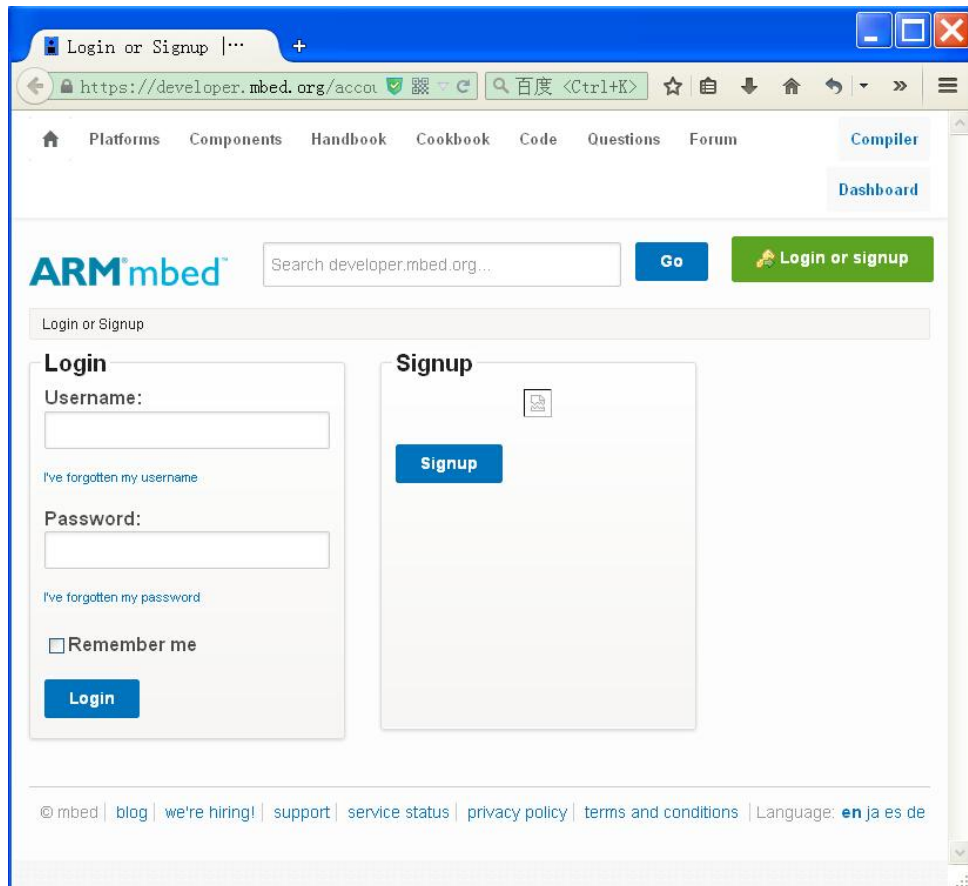 Login or Signup |...
https://developer.mbed.org/accou
百度 <Ctrl+K>
Platforms Components Handbook Cookbook Code Questions Forum Compiler
Dashboard
ARM®mbed™ Search developer.mbed.org... Go Login or signup
Login or Signup
Login
Username:
I've forgotten my username
Password:
I've forgotten my password
Remember me
Login
Signup
Signup
© mbed | blog | we're hiring! | support | service status | privacy policy | terms and conditions | Language: en ja es de